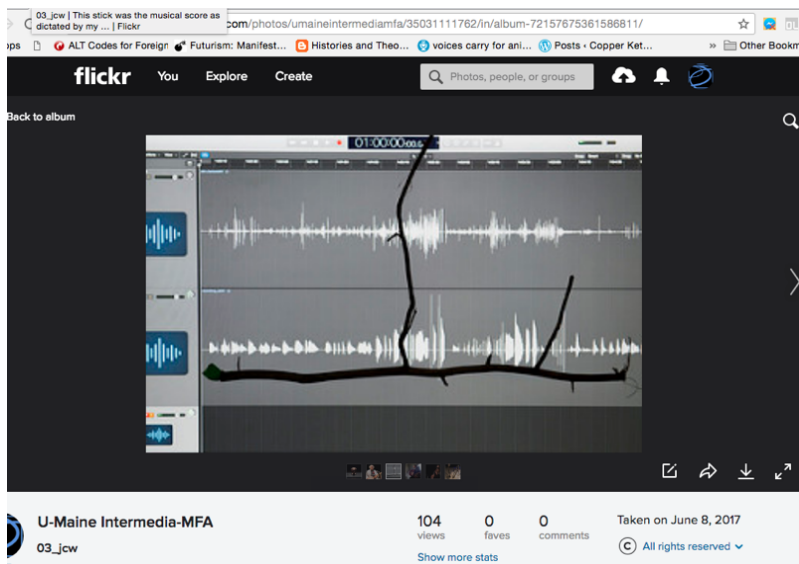 03_jcw | This stick was the musical score as
dictated by my ... | Flickr
.com/photos/umaineintermediamfa/35031111762/in/album-72157675361586811/
ALT Codes for Foreign Futurism: Manifest... Histories and Theo... voices carry for ani... Posts ‹ Copper Ket... » Other Bookm
flickr You Explore Create Photos, people, or groups
Back to album
01:00:00
U-Maine Intermedia-MFA
03_jcw
104 0 0
views faves comments
Show more stats
Taken on June 8, 2017
© All rights reserved